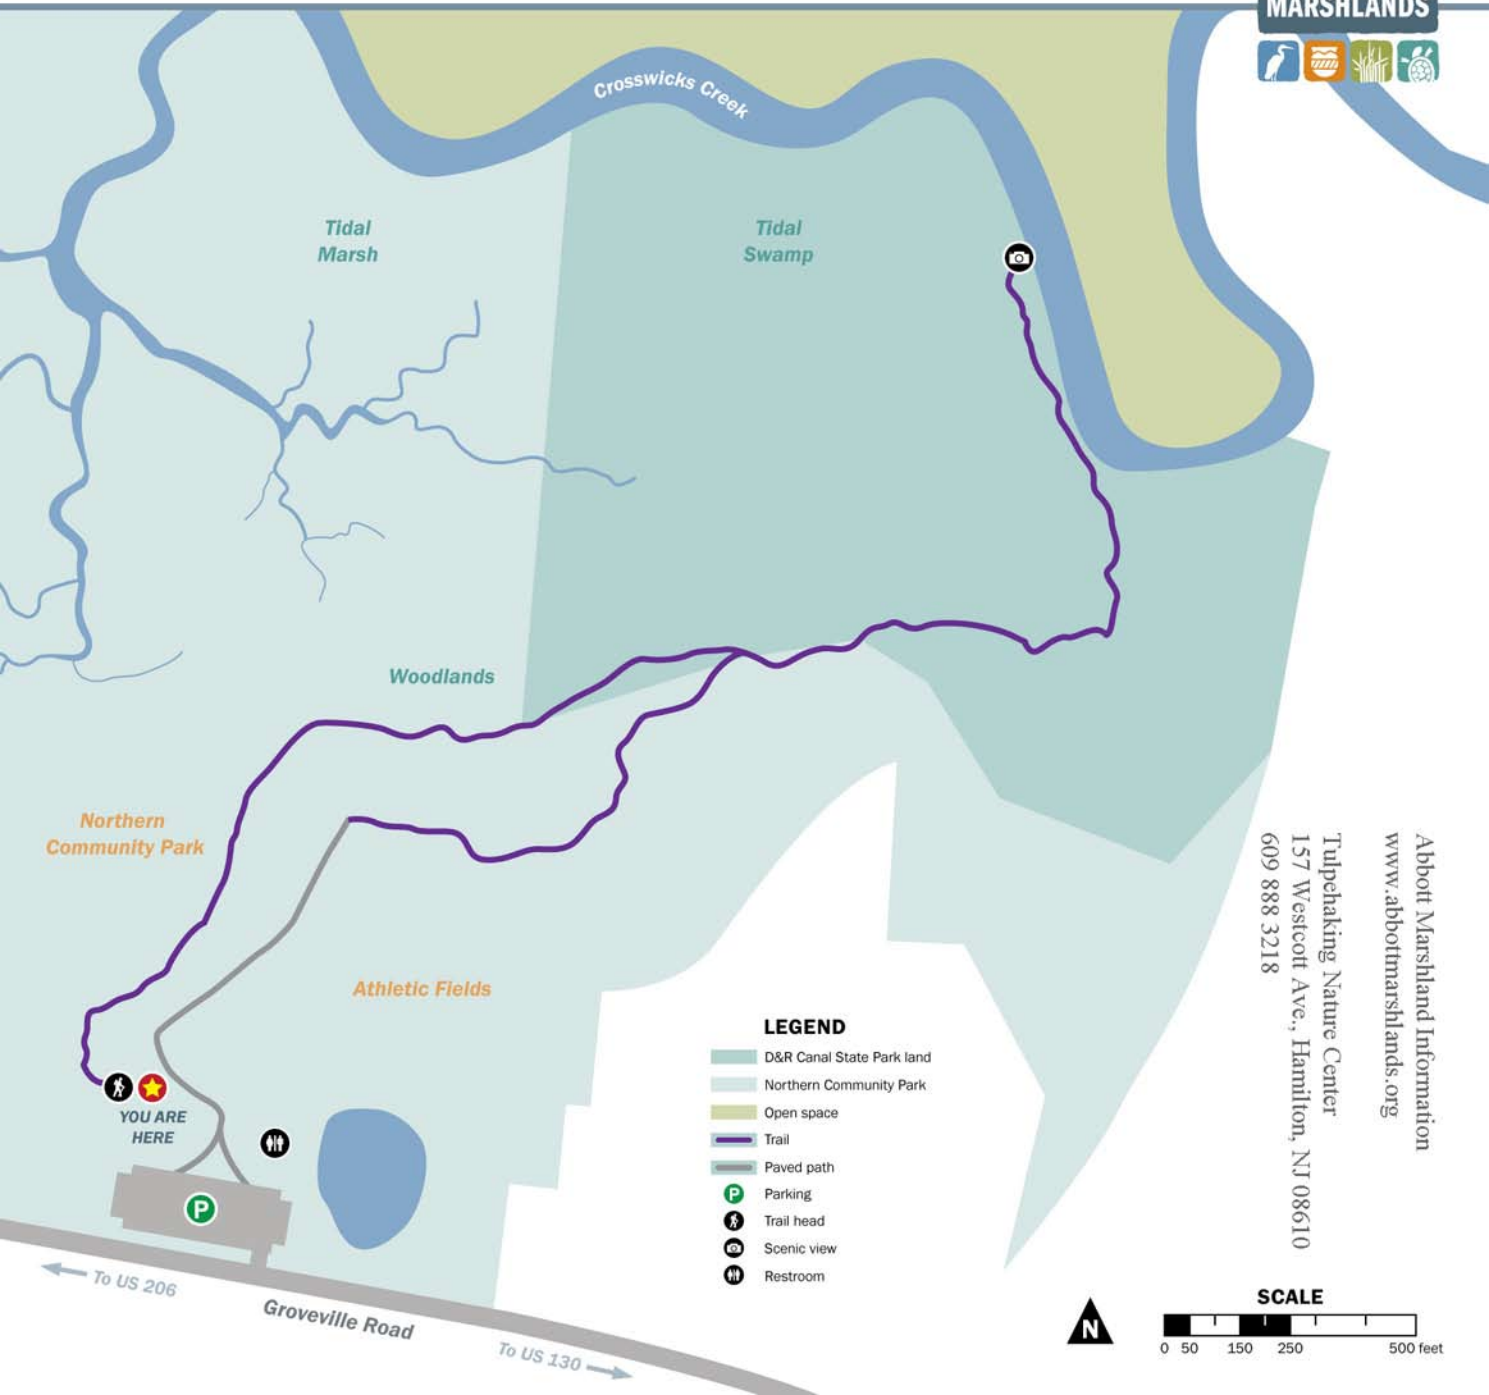 MARSHLANDS
Crosswicks Creek
Tidal
Marsh
Tidal
Swamp
Woodlands
Northern
Community Park
Athletic Fields
YOU ARE
HERE
P
To US 206
Groveville Road
To US 130
LEGEND
D&R Canal State Park land
Northern Community Park
Open space
Trail
Paved path
P Parking
Trail head
Scenic view
Restroom
Abbott Marshland Information
www.abbottmarshlands.org
Tulpehaking Nature Center
157 Westcott Ave., Hamilton, NJ 08610
609 888 3218
N
SCALE
0 50 150 250 500 feet